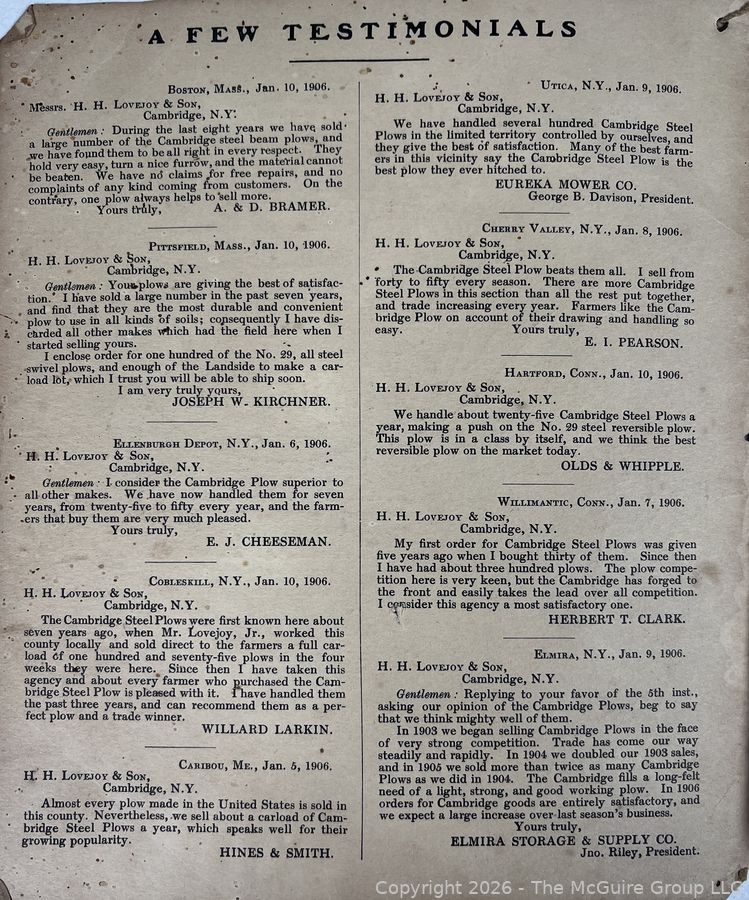 A FEW TESTIMONIALS
Boston, Mass., Jan. 10, 1906.
Messrs. H. H. Lovejoy & Son,
Cambridge, N.Y.
Gentlemen: During the last eight years we have sold
a large number of the Cambridge steel beam plows, and
we have found them to be all right in every respect. They
hold very easy, turn a nice furrow, and the material cannot
be beaten. We have no claims for free repairs, and no
complaints of any kind coming from customers. On the
contrary, one plow always helps to sell more.
Yours truly, A. & D. BRAMER.
Pittsfield, Mass., Jan. 10, 1906.
H. H. Lovejoy & Son,
Cambridge, N.Y.
Gentlemen: Your plows are giving the best of satisfac-
tion. I have sold a large number in the past seven years,
and find that they are the most durable and convenient
plow to use in all kinds of soils; consequently I have dis-
carded all other makes which had the field here when I
started selling yours.
I enclose order for one hundred of the No. 29, all steel
swivel plows, and enough of the Landside to make a car-
load lot, which I trust you will be able to ship soon.
I am very truly yours,
JOSEPH W. KIRCHNER.
Ellenburgh Depot, N.Y., Jan. 6, 1906.
H. H. Lovejoy & Son,
Cambridge, N.Y.
Gentlemen: I consider the Cambridge Plow superior to
all other makes. We have now handled them for seven
years, from twenty-five to fifty every year, and the farm-
ers that buy them are very much pleased.
Yours truly,
E. J. CHEESEMAN.
Cobleskill, N.Y., Jan. 10, 1906.
H. H. Lovejoy & Son,
Cambridge, N.Y.
The Cambridge Steel Plows were first known here about
seven years ago, when Mr. Lovejoy, Jr., worked this
county locally and sold direct to the farmers a full car-
load of one hundred and seventy-five plows in the four
weeks they were here. Since then I have taken this
agency and about every farmer who purchased the Cam-
bridge Steel Plow is pleased with it. I have handled them
the past three years, and can recommend them as a per-
fect plow and a trade winner.
WILLARD LARKIN.
Caribou, Me., Jan. 5, 1906.
H. H. Lovejoy & Son,
Cambridge, N.Y.
Almost every plow made in the United States is sold in
this county. Nevertheless, we sell about a carload of Cam-
bridge Steel Plows a year, which speaks well for their
growing popularity.
HINES & SMITH.
Utica, N.Y., Jan. 9, 1906.
H. H. Lovejoy & Son,
Cambridge, N.Y.
We have handled several hundred Cambridge Steel
Plows in the limited territory controlled by ourselves, and
they give the best of satisfaction. Many of the best farm-
ers in this vicinity say the Cambridge Steel Plow is the
best plow they ever hitched to.
EUREKA MOWER CO.
George B. Davison, President.
Cherry Valley, N.Y., Jan. 8, 1906.
H. H. Lovejoy & Son,
Cambridge, N.Y.
The Cambridge Steel Plow beats them all. I sell from
forty to fifty every season. There are more Cambridge
Steel Plows in this section than all the rest put together,
and trade increasing every year. Farmers like the Cam-
bridge Plow on account of their drawing and handling so
easy. Yours truly,
E. I. PEARSON.
Hartford, Conn., Jan. 10, 1906.
H. H. Lovejoy & Son,
Cambridge, N.Y.
We handle about twenty-five Cambridge Steel Plows a
year, making a push on the No. 29 steel reversible plow.
This plow is in a class by itself, and we think the best
reversible plow on the market today.
OLDS & WHIPPLE.
Willimantic, Conn., Jan. 7, 1906.
H. H. Lovejoy & Son,
Cambridge, N.Y.
My first order for Cambridge Steel Plows was given
five years ago when I bought thirty of them. Since then
I have had about three hundred plows. The plow compe-
tition here is very keen, but the Cambridge has forged to
the front and easily takes the lead over all competition.
I consider this agency a most satisfactory one.
HERBERT T. CLARK.
Elmira, N.Y., Jan. 9, 1906.
H. H. Lovejoy & Son,
Cambridge, N.Y.
Gentlemen: Replying to your favor of the 5th inst.,
asking our opinion of the Cambridge Plows, beg to say
that we think mighty well of them.
In 1903 we began selling Cambridge Plows in the face
of very strong competition. Trade has come our way
steadily and rapidly. In 1904 we doubled our 1903 sales,
and in 1905 we sold more than twice as many Cambridge
Plows as we did in 1904. The Cambridge fills a long-felt
need of a light, strong, and good working plow. In 1906
orders for Cambridge goods are entirely satisfactory, and
we expect a large increase over last season's business.
Yours truly,
ELMIRA STORAGE & SUPPLY CO.
Jno. Riley, President.
Copyright 2026 - The McGuire Group LLC